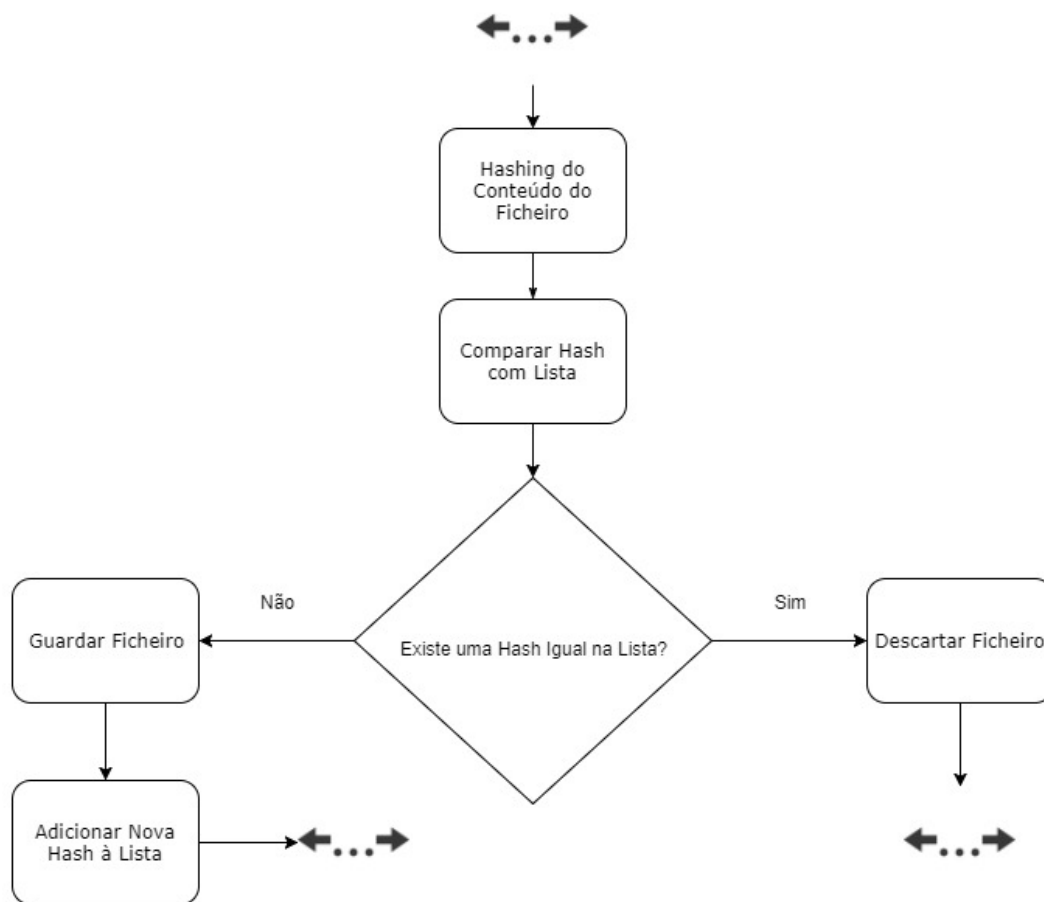 Hashing do
Conteúdo do
Ficheiro
Comparar Hash
com Lista
Existe uma Hash Igual na Lista?
Não
Sim
Guardar Ficheiro
Descartar Ficheiro
Adicionar Nova
Hash à Lista